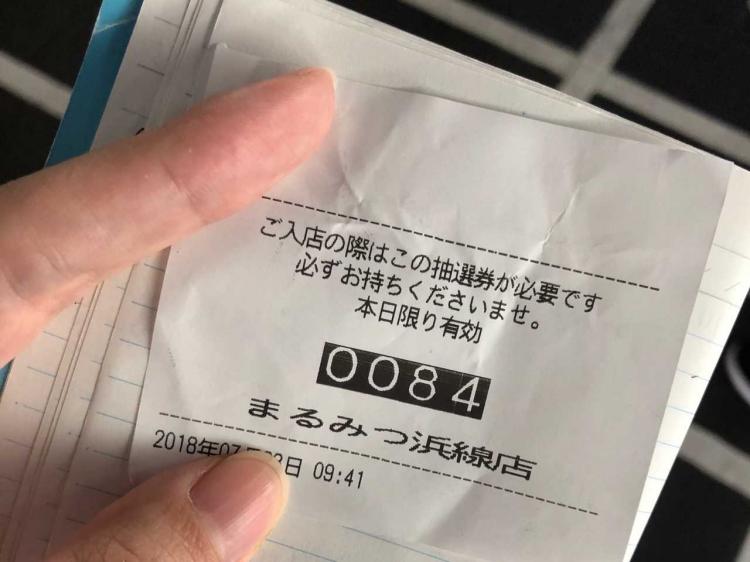 ご入店の際はこの抽選券が必要です
必ずお持ちくださいませ。
本日限り有効
0084
まるみつ浜線店
2018年07 日 09:41